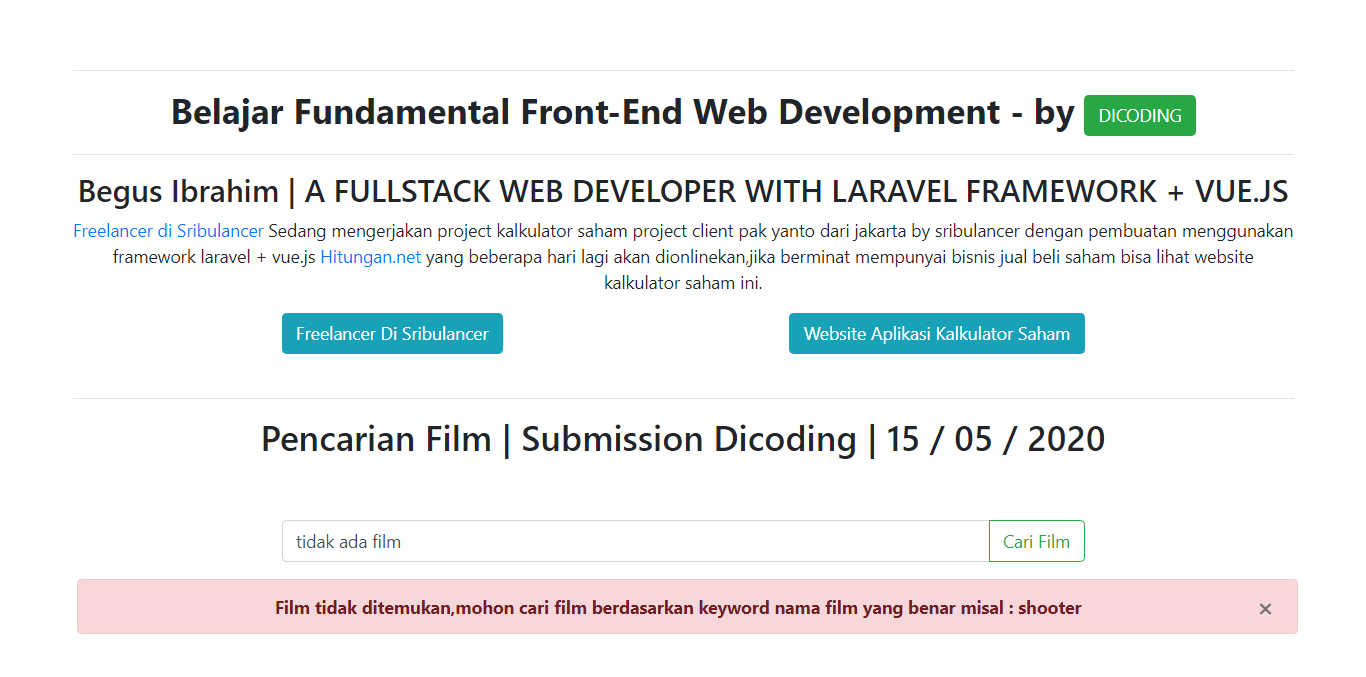 Belajar Fundamental Front-End Web Development - by DICODING
Begus Ibrahim | A FULLSTACK WEB DEVELOPER WITH LARAVEL FRAMEWORK + VUE.JS
Freelancer di Sribulancer Sedang mengerjakan project kalkulator saham project client pak yanto dari jakarta by sribulancer dengan pembuatan menggunakan
framework laravel + vue.js Hitungan.net yang beberapa hari lagi akan dionlinekan,jika berminat mempunyai bisnis jual beli saham bisa lihat website
kalkulator saham ini.
Freelancer Di Sribulancer Website Aplikasi Kalkulator Saham
Pencarian Film | Submission Dicoding | 15 / 05 / 2020
tidak ada film Cari Film
Film tidak ditemukan,mohon cari film berdasarkan keyword nama film yang benar misal : shooter ×